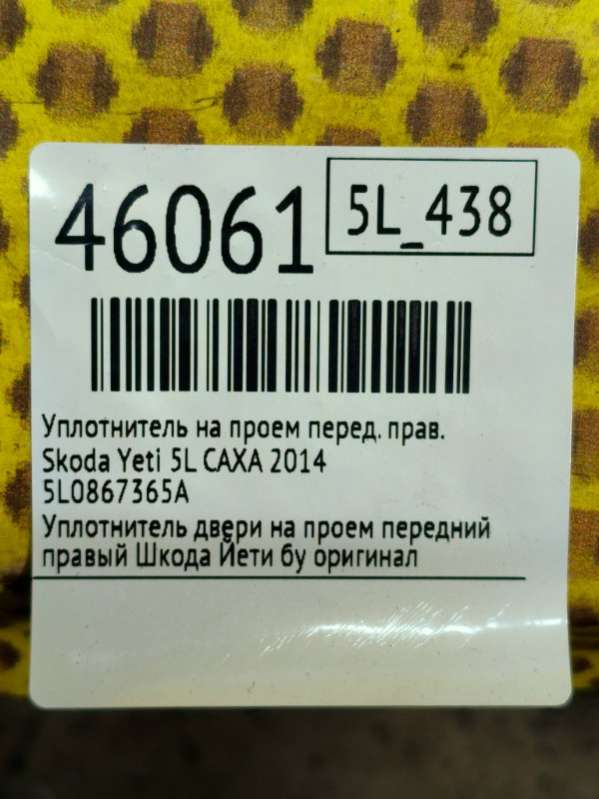 46061
5L_438
Уплотнитель на проем перед. прав.
Skoda Yeti 5L CAXA 2014
5L0867365A
Уплотнитель двери на проем передний
правый Шкода Йети бу оригинал